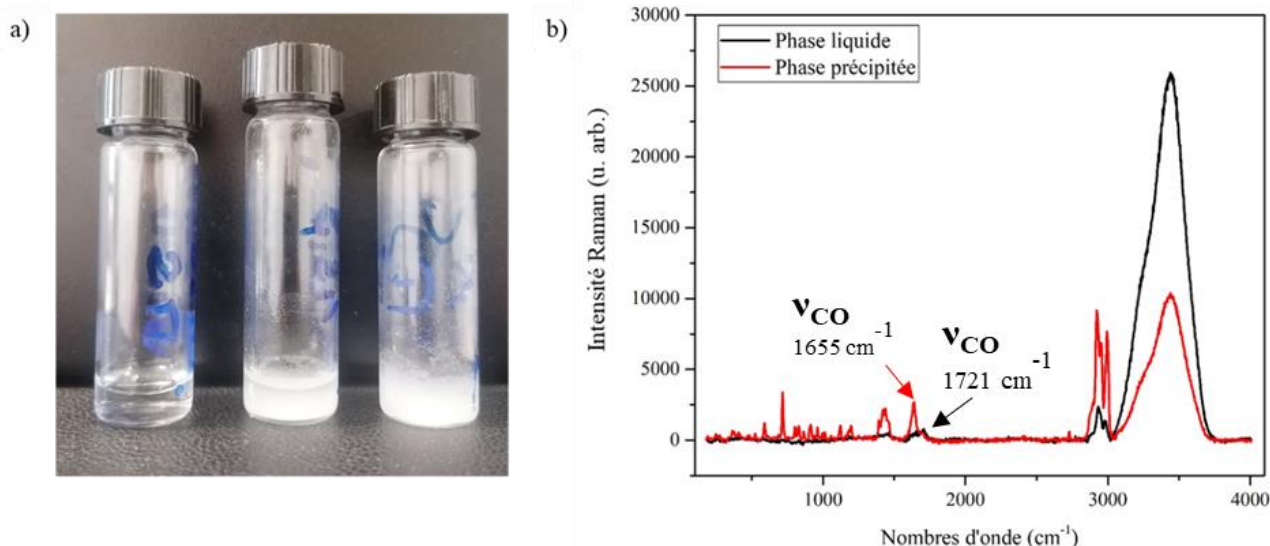 a)
b)
Phase liquide
Phase précipitée
Intensité Raman (u. arb.)
30000
25000
20000
15000
10000
5000
0
νCO
1655 cm⁻¹
νCO
1721 cm⁻¹
1000
2000
3000
4000
Nombres d'onde (cm⁻¹)